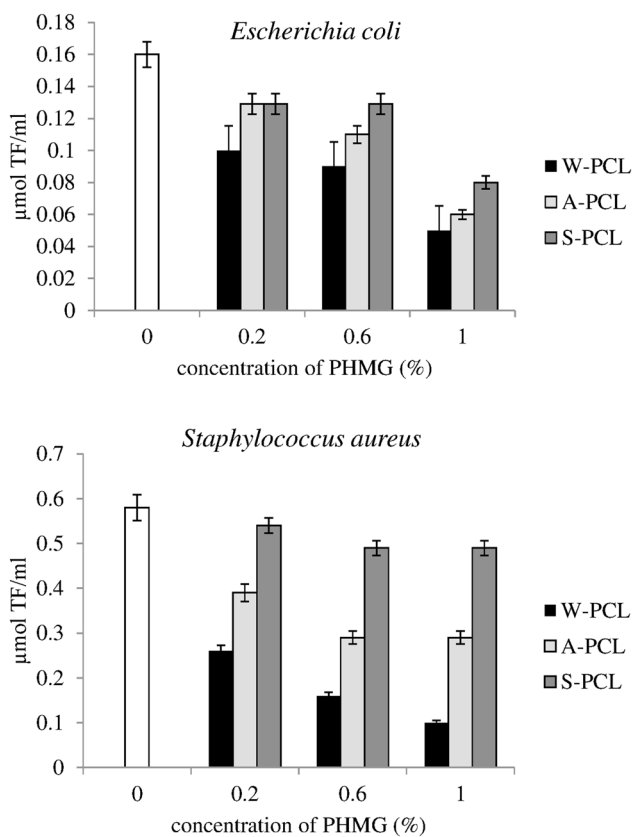 Escherichia coli
0.18
0.16
0.14
0.12
0.1
0.08
0.06
0.04
0.02
0
µmol TF/ml
0 0.2 0.6 1
concentration of PHMG (%)
W-PCL
A-PCL
S-PCL
Staphylococcus aureus
0.7
0.6
0.5
0.4
0.3
0.2
0.1
0
µmol TF/ml
0 0.2 0.6 1
concentration of PHMG (%)
W-PCL
A-PCL
S-PCL